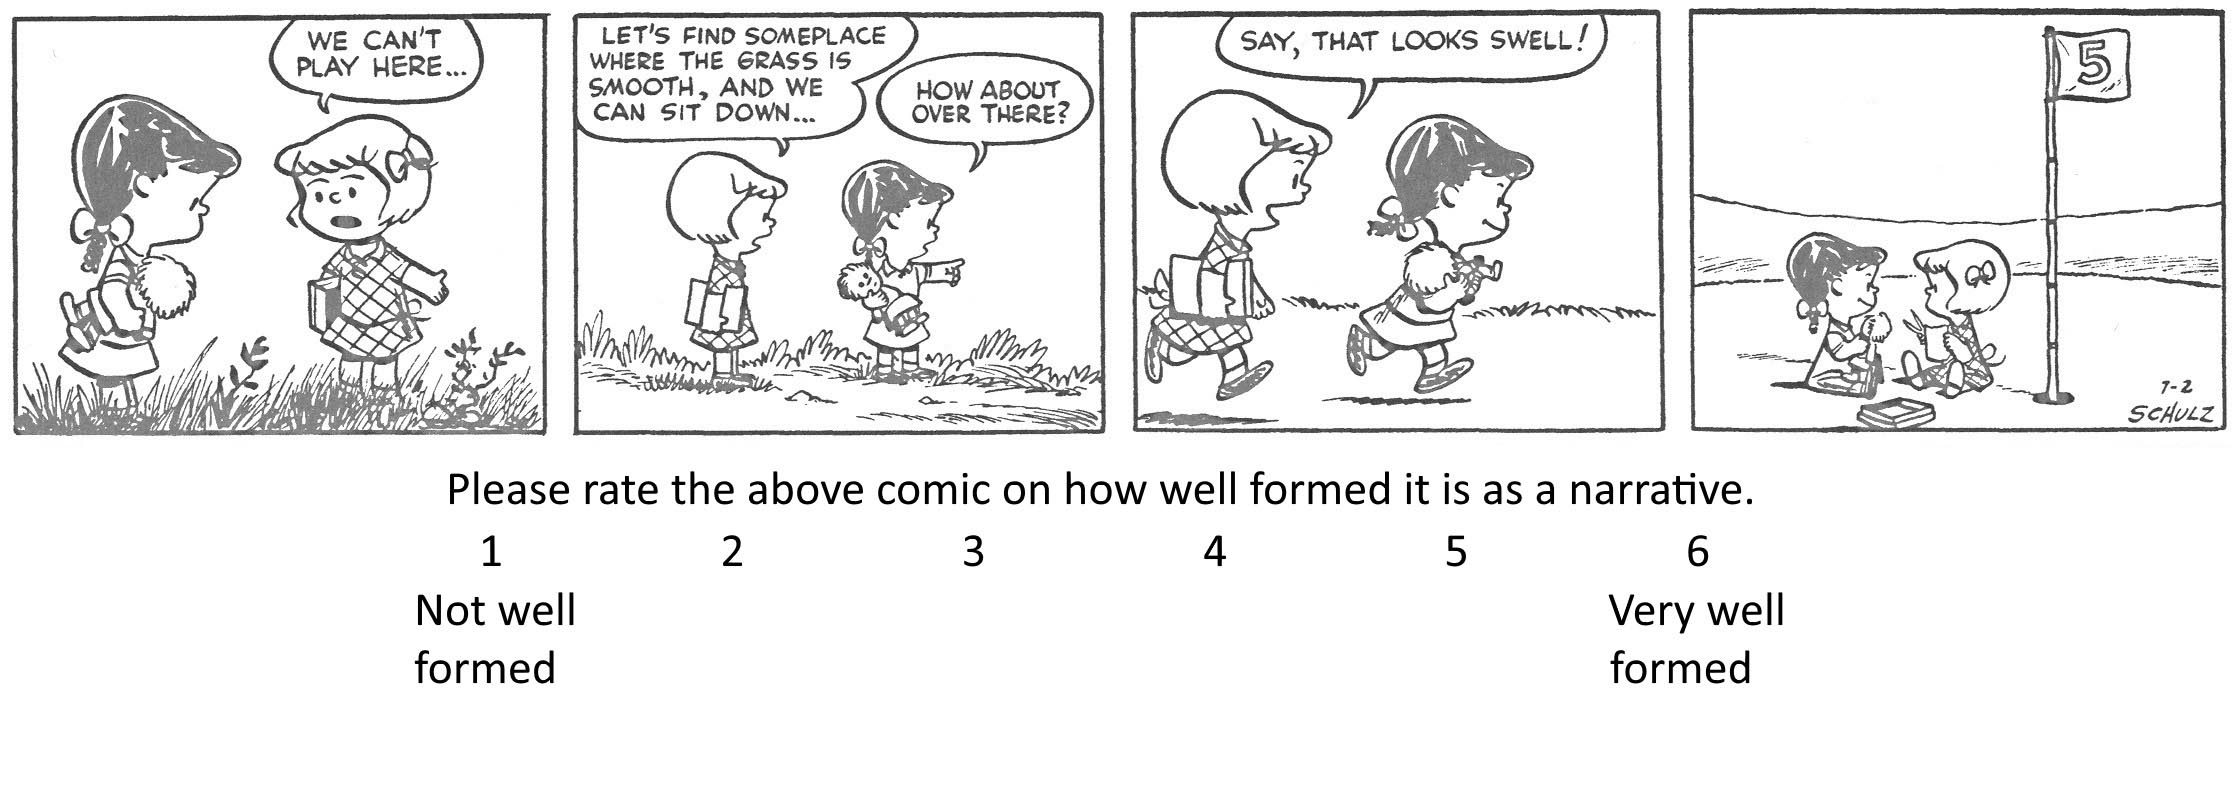 WE CAN'T
PLAY HERE...
LET'S FIND SOMEPLACE
WHERE THE GRASS IS
SMOOTH, AND WE
CAN SIT DOWN...
HOW ABOUT
OVER THERE?
SAY, THAT LOOKS SWELL!
5
7-2
SCHULZ
Please rate the above comic on how well formed it is as a narrative.
1 2 3 4 5 6
Not well
formed
Very well
formed